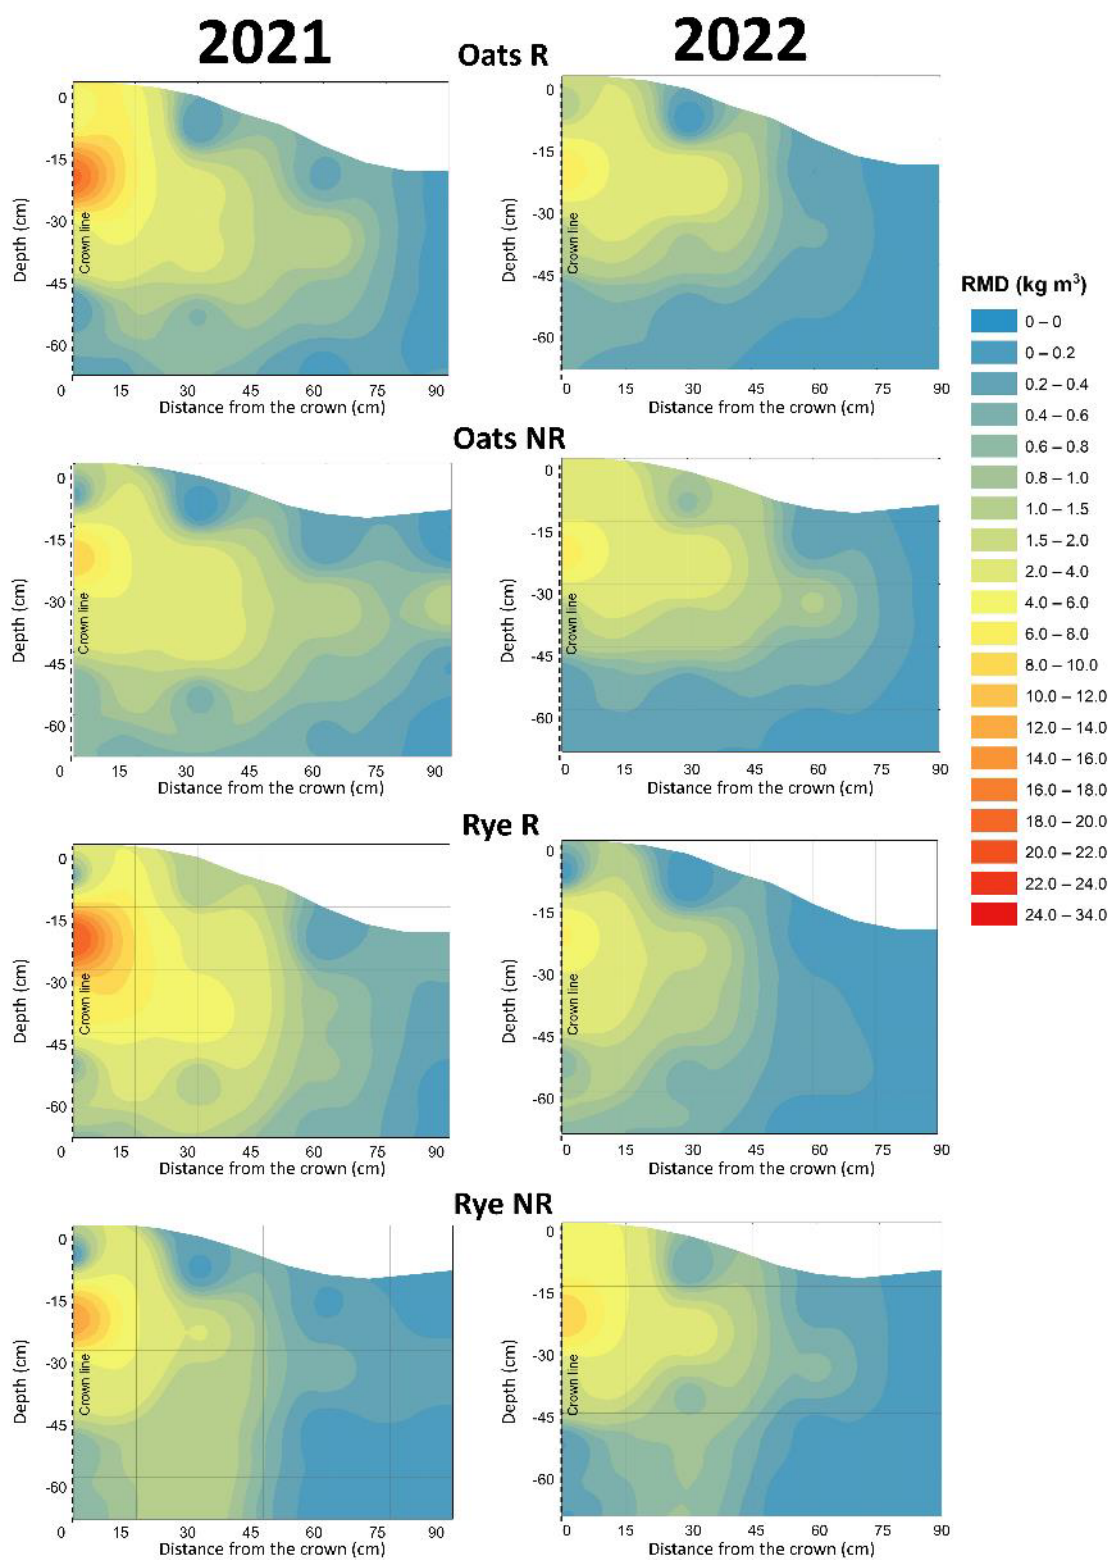 2021
2022
Oats R
0
-15
-30
-45
-60
Depth (cm)
Crown line
0 15 30 45 60 75 90
Distance from the crown (cm)
0
-15
-30
-45
-60
Depth (cm)
Crown line
0 15 30 45 60 75 90
Distance from the crown (cm)
Oats NR
0
-15
-30
-45
-60
Depth (cm)
Crown line
0 15 30 45 60 75 90
Distance from the crown (cm)
0
-15
-30
-45
-60
Depth (cm)
Crown line
0 15 30 45 60 75 90
Distance from the crown (cm)
Rye R
0
-15
-30
-45
-60
Depth (cm)
Crown line
0 15 30 45 60 75 90
Distance from the crown (cm)
0
-15
-30
-45
-60
Depth (cm)
Crown line
0 15 30 45 60 75 90
Distance from the crown (cm)
Rye NR
0
-15
-30
-45
-60
Depth (cm)
Crown line
0 15 30 45 60 75 90
Distance from the crown (cm)
0
-15
-30
-45
-60
Depth (cm)
Crown line
0 15 30 45 60 75 90
Distance from the crown (cm)
RMD (kg m³)
0 – 0
0 – 0.2
0.2 – 0.4
0.4 – 0.6
0.6 – 0.8
0.8 – 1.0
1.0 – 1.5
1.5 – 2.0
2.0 – 4.0
4.0 – 6.0
6.0 – 8.0
8.0 – 10.0
10.0 – 12.0
12.0 – 14.0
14.0 – 16.0
16.0 – 18.0
18.0 – 20.0
20.0 – 22.0
22.0 – 24.0
24.0 – 34.0